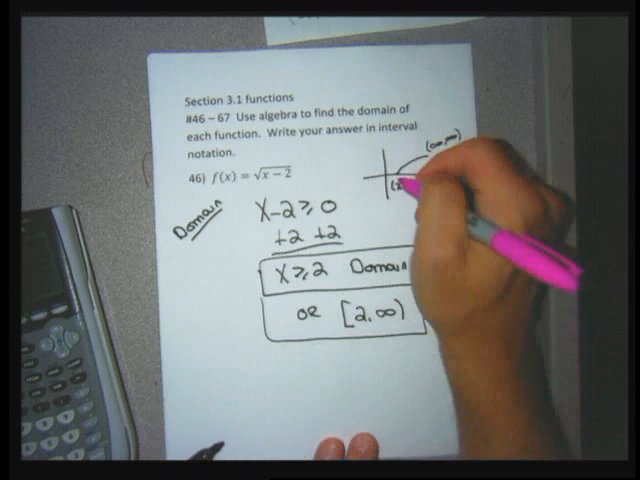 Section 3.1 functions
#46 – 67 Use algebra to find the domain of
each function. Write your answer in interval
notation.
46) f(x) = √x − 2
(∞,∞)
(2
Domain
x-2≥0
+2 +2
x≥2 Domain
OR [2,∞)